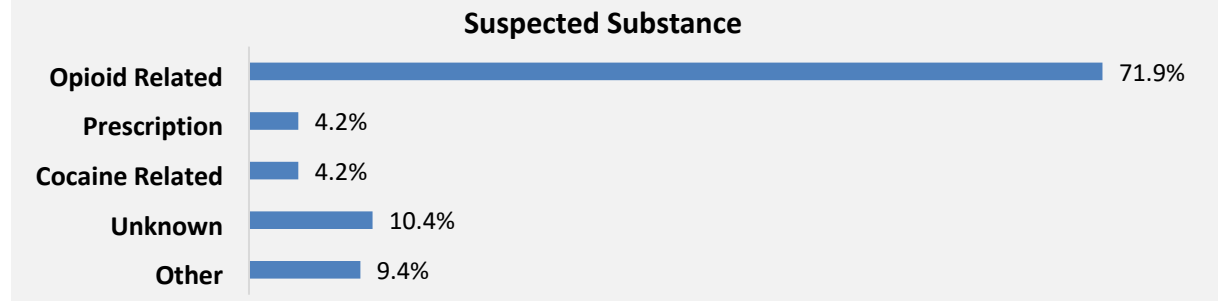 Suspected Substance
Opioid Related 71.9%
Prescription 4.2%
Cocaine Related 4.2%
Unknown 10.4%
Other 9.4%